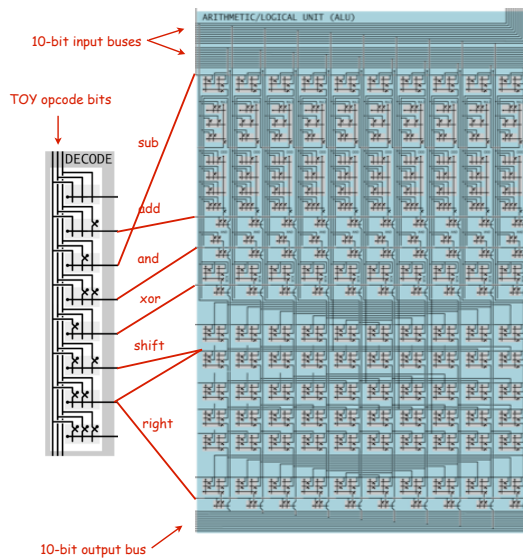 ARITHMETIC/LOGICAL UNIT (ALU)
10-bit input buses
TOY opcode bits
sub
DECODE
add
and
xor
shift
right
10-bit output bus